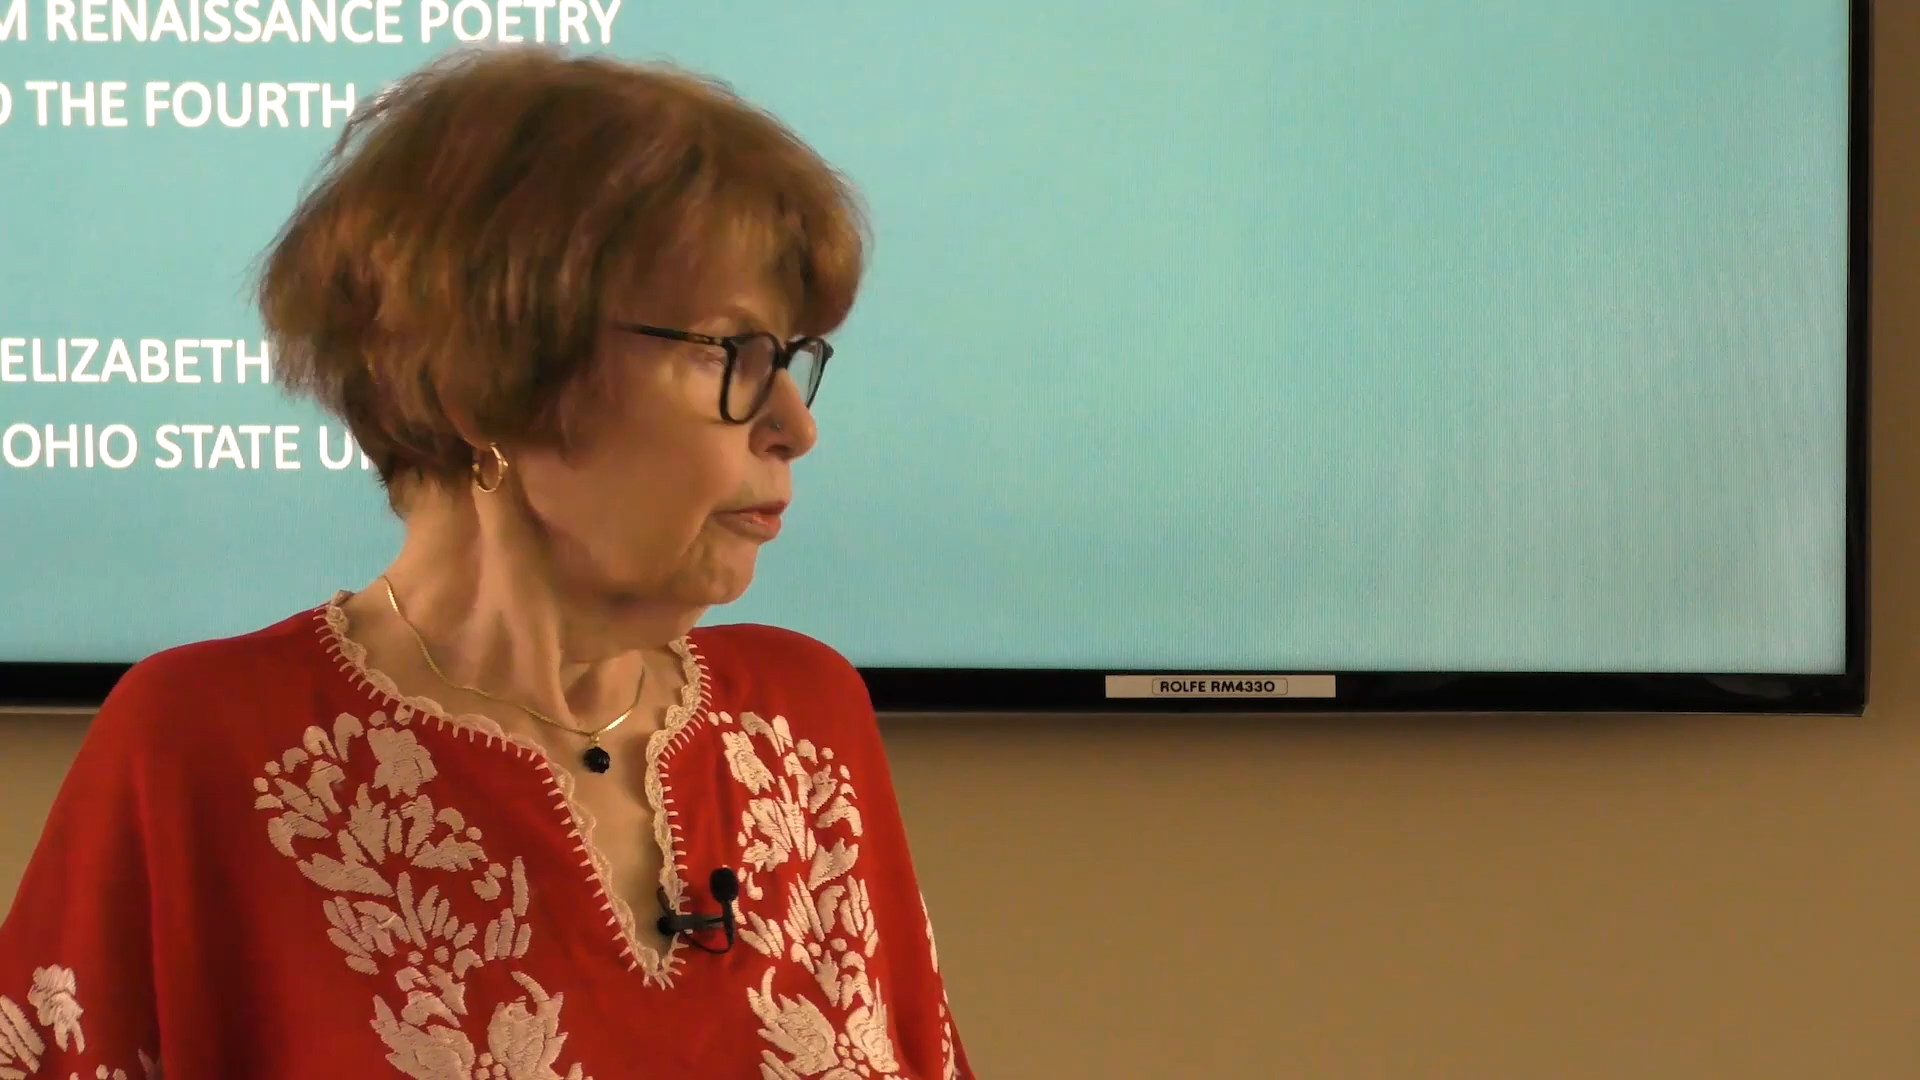 RENAISSANCE POETRY
THE FOURTH
ELIZABETH
OHIO STATE
ROLFE RM4330